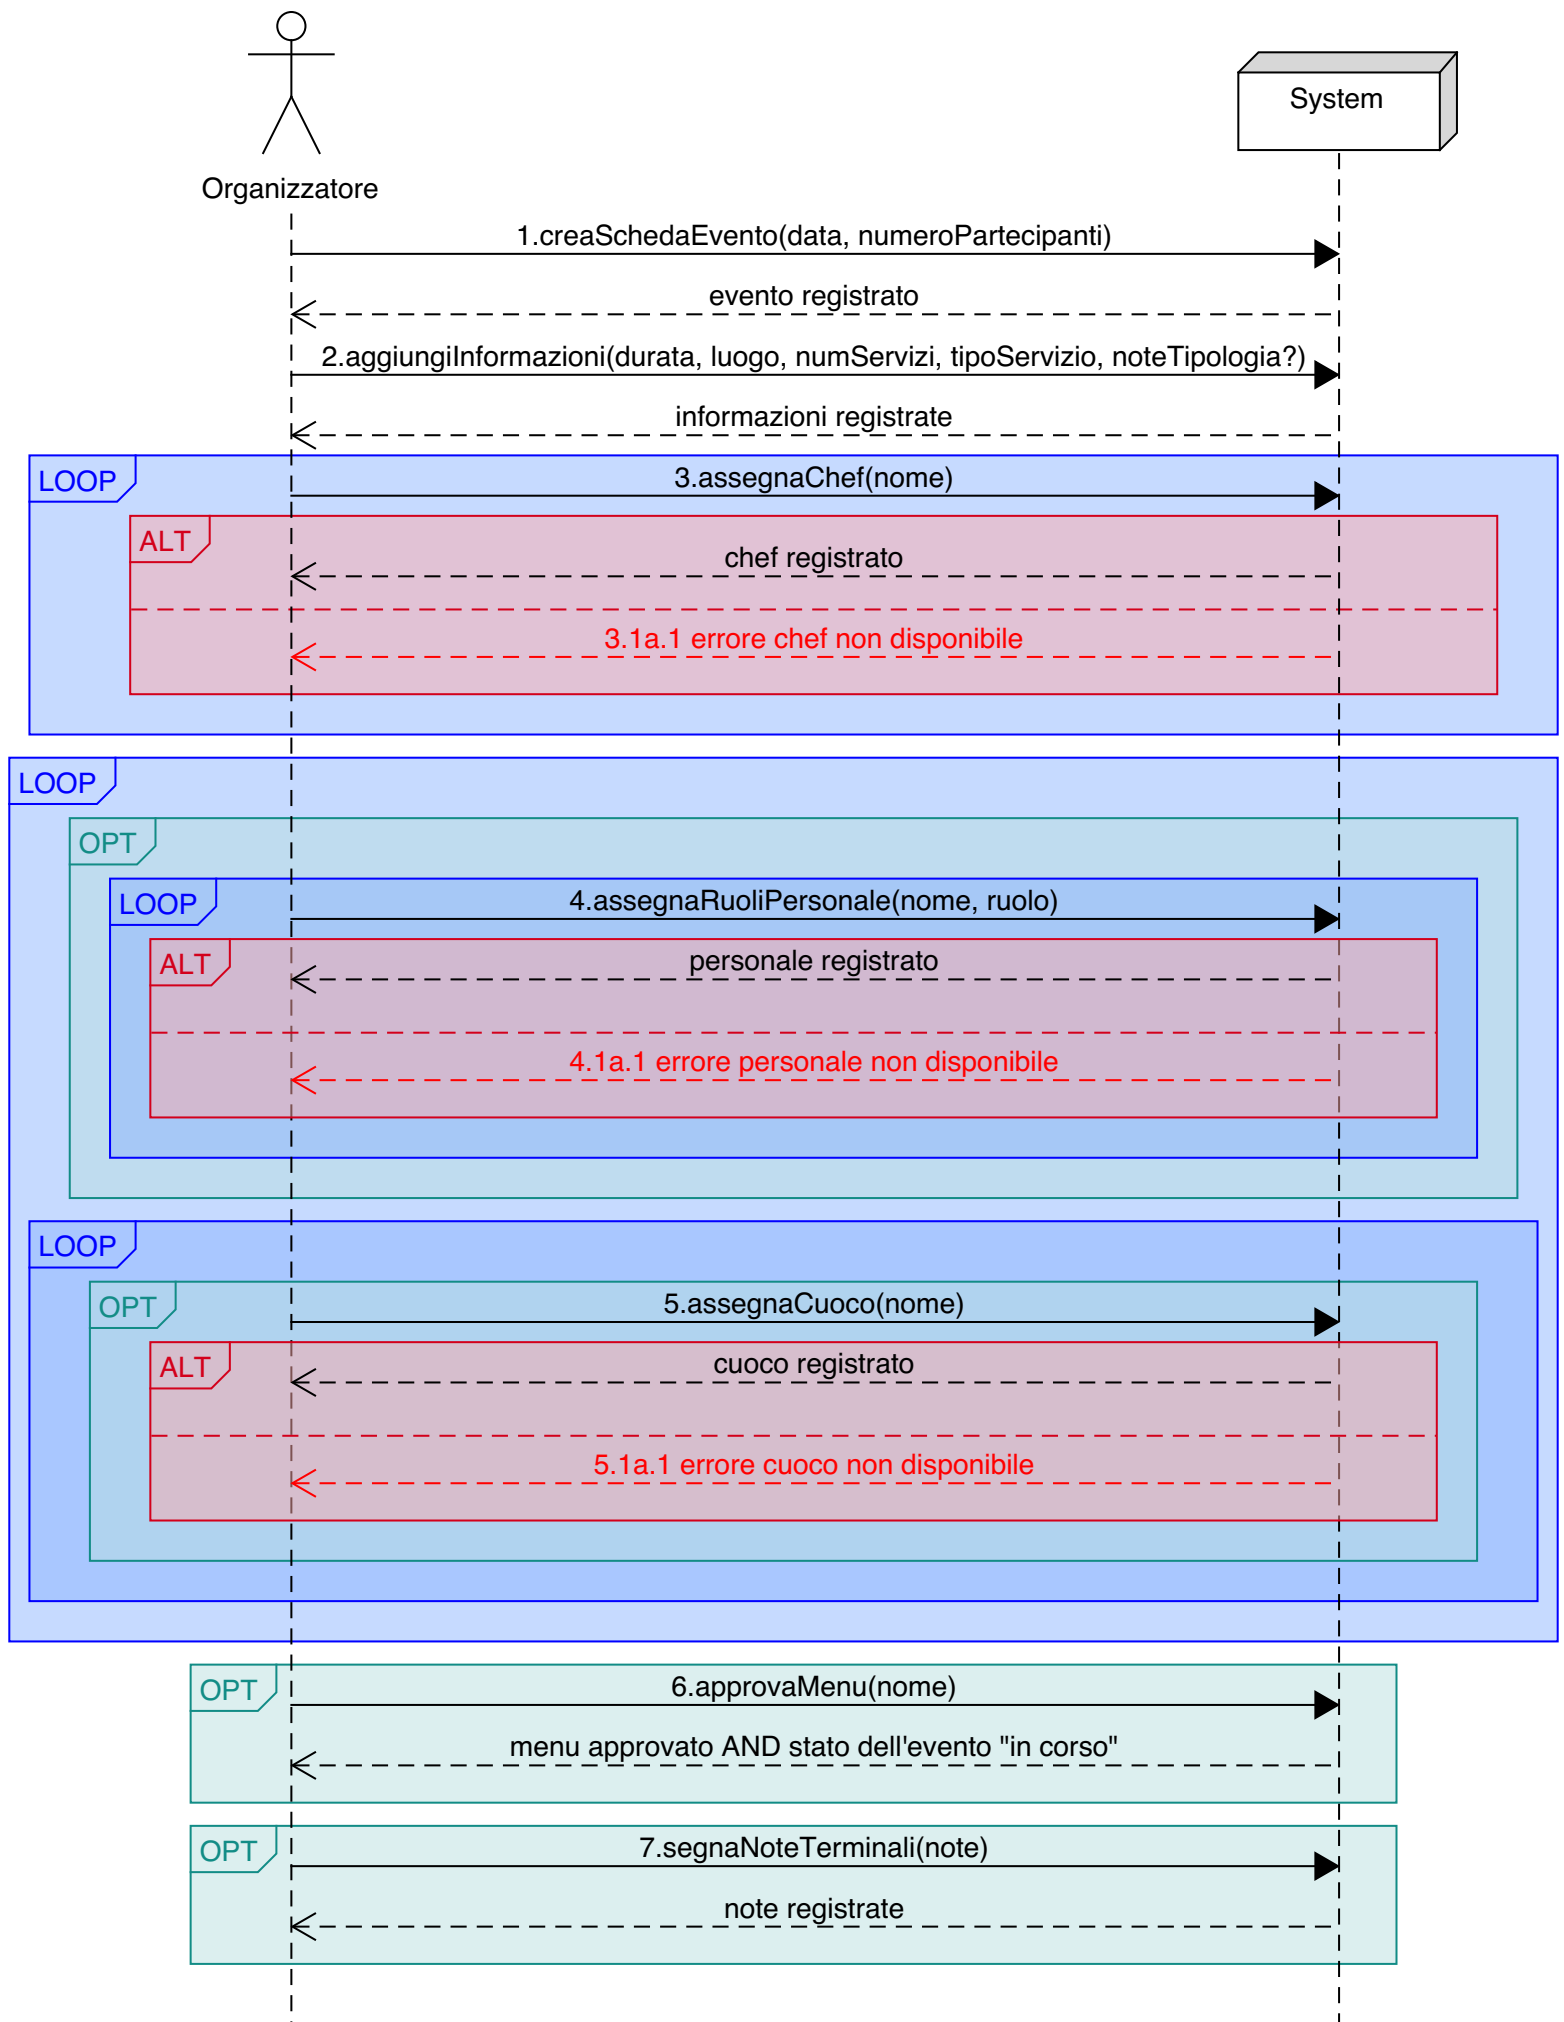 System
Organizzatore
1.creaSchedaEvento(data, numeroPartecipanti)
evento registrato
2.aggiungiInformazioni(durata, luogo, numServizi, tipoServizio, noteTipologia?)
informazioni registrate
LOOP
3.assegnaChef(nome)
ALT
chef registrato
3.1a.1 errore chef non disponibile
LOOP
OPT
LOOP
4.assegnaRuoliPersonale(nome, ruolo)
ALT
personale registrato
4.1a.1 errore personale non disponibile
LOOP
OPT
5.assegnaCuoco(nome)
ALT
cuoco registrato
5.1a.1 errore cuoco non disponibile
OPT
6.approvaMenu(nome)
menu approvato AND stato dell'evento "in corso"
OPT
7.segnaNoteTerminali(note)
note registrate